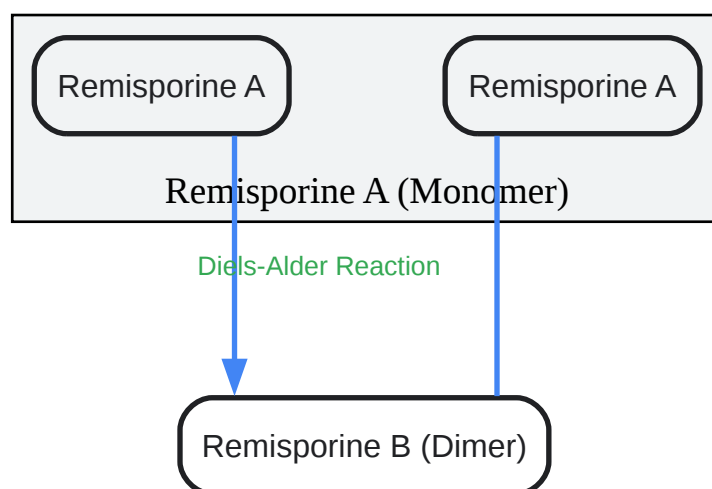 Remisporine A
Remisporine A
Remisporine A (Monomer)
Diels-Alder Reaction
Remisporine B (Dimer)